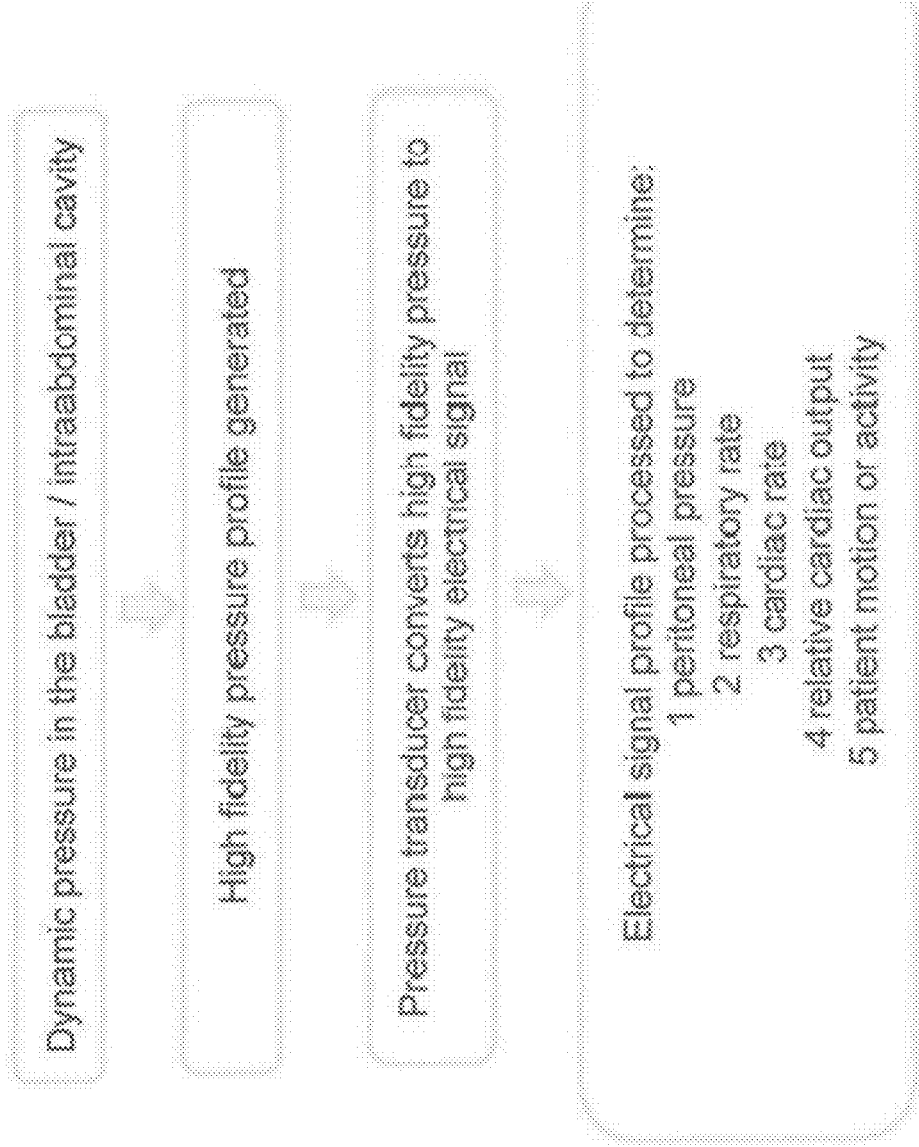 Dynamic pressure in the bladder / intraabdominal cavity
High fidelity pressure profile generated
Pressure transducer converts high fidelity pressure to
high fidelity electrical signal
Electrical signal profile processed to determine:
1 peritoneal pressure
2 respiratory rate
3 cardiac rate
4 relative cardiac output
5 patient motion or activity